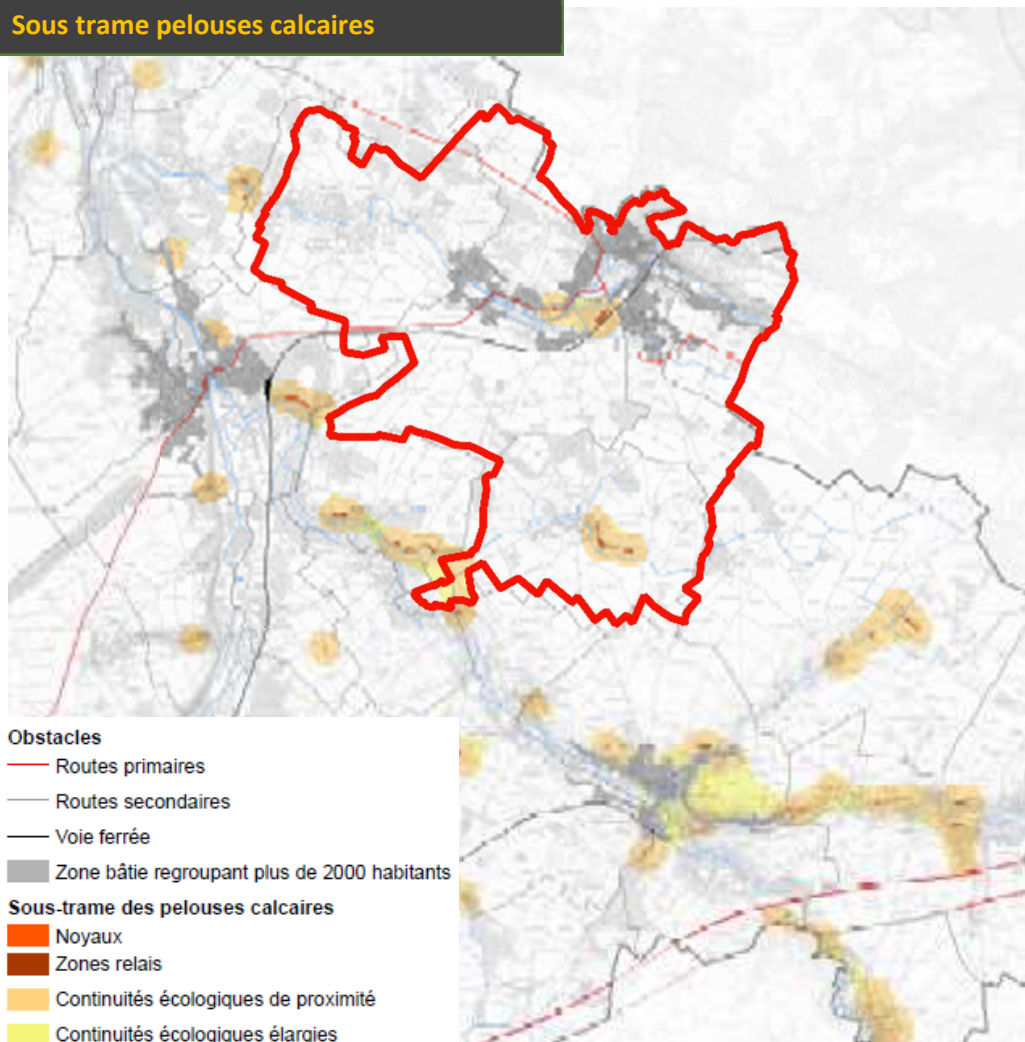 Sous trame pelouses calcaires
Obstacles
Routes primaires
Routes secondaires
Voie ferrée
Zone bâtie regroupant plus de 2000 habitants
Sous-trame des pelouses calcaires
Noyaux
Zones relais
Continuités écologiques de proximité
Continuités écologiques élargies